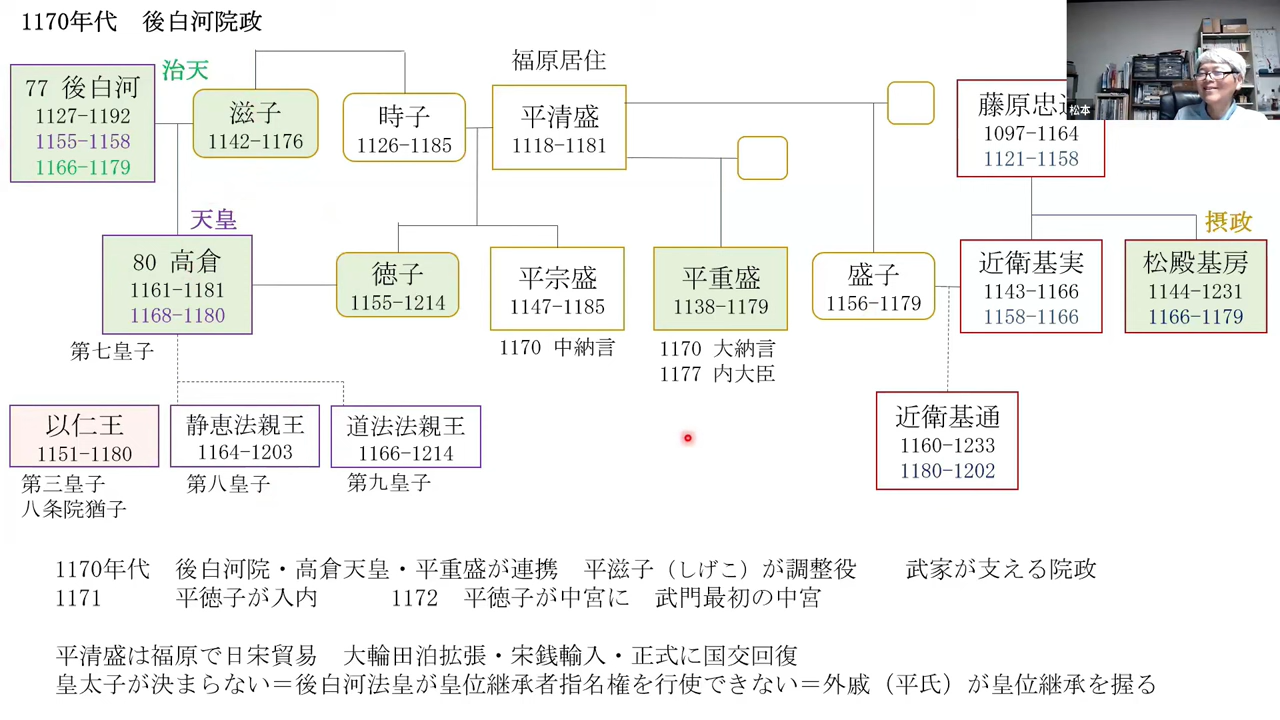 1170年代　後白河院政
治天
77 後白河
1127-1192
1155-1158
1166-1179
滋子
1142-1176
時子
1126-1185
福原居住
平清盛
1118-1181
藤原忠
1097-1164
1121-1158
松本
天皇
80 高倉
1161-1181
1168-1180
第七皇子
徳子
1155-1214
平宗盛
1147-1185
1170 中納言
平重盛
1138-1179
1170 大納言
1177 内大臣
盛子
1156-1179
近衛基実
1143-1166
1158-1166
摂政
松殿基房
1144-1231
1166-1179
以仁王
1151-1180
第三皇子
八条院猶子
静恵法親王
1164-1203
第八皇子
道法法親王
1166-1214
第九皇子
近衛基通
1160-1233
1180-1202
1170年代　後白河院・高倉天皇・平重盛が連携　平滋子（しげこ）が調整役　　武家が支える院政
1171　　　平徳子が入内　　　1172　平徳子が中宮に　武門最初の中宮
平清盛は福原で日宋貿易　大輪田泊拡張・宋銭輸入・正式に国交回復
皇太子が決まらない＝後白河法皇が皇位継承者指名権を行使できない＝外戚（平氏）が皇位継承を握る